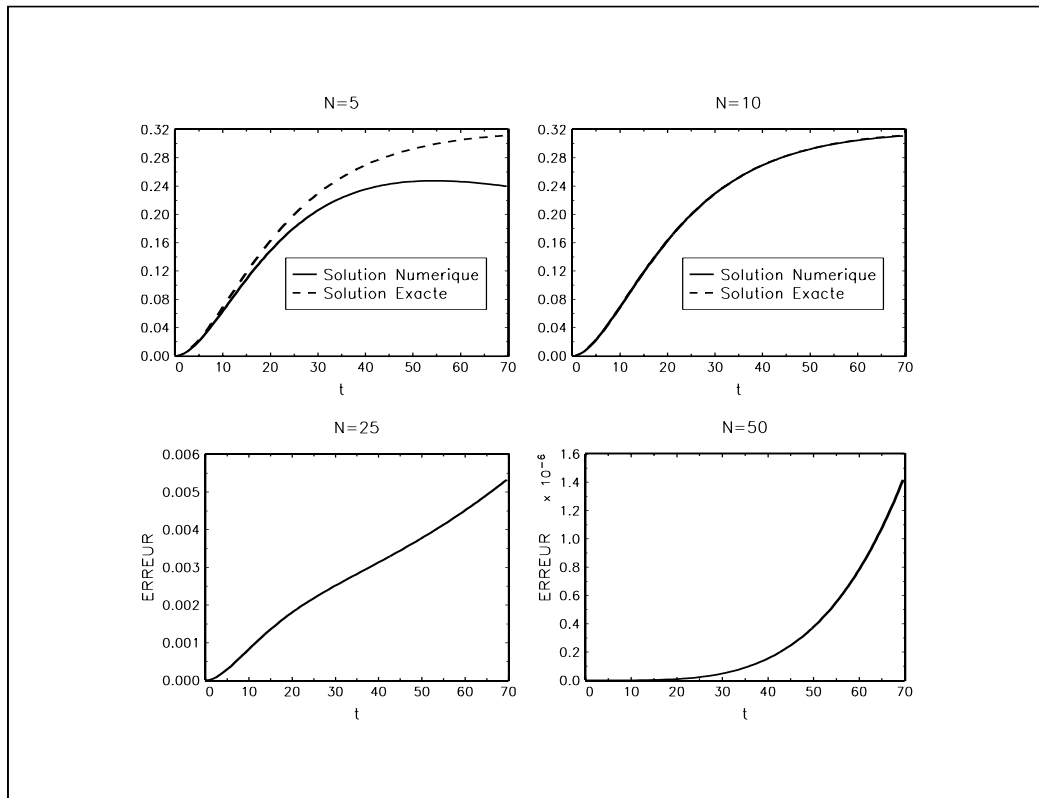 N=5
0.32
0.28
0.24
0.20
0.16
0.12
0.08
0.04
0.00
Solution Numerique
Solution Exacte
0 10 20 30 40 50 60 70
t
N=10
0.32
0.28
0.24
0.20
0.16
0.12
0.08
0.04
0.00
Solution Numerique
Solution Exacte
0 10 20 30 40 50 60 70
t
N=25
0.006
0.005
0.004
0.003
0.002
0.001
0.000
ERREUR
0 10 20 30 40 50 60 70
t
N=50
1.6
1.4
1.2
1.0
0.8
0.6
0.4
0.2
0.0
ERREUR × 10⁻⁶
0 10 20 30 40 50 60 70
t